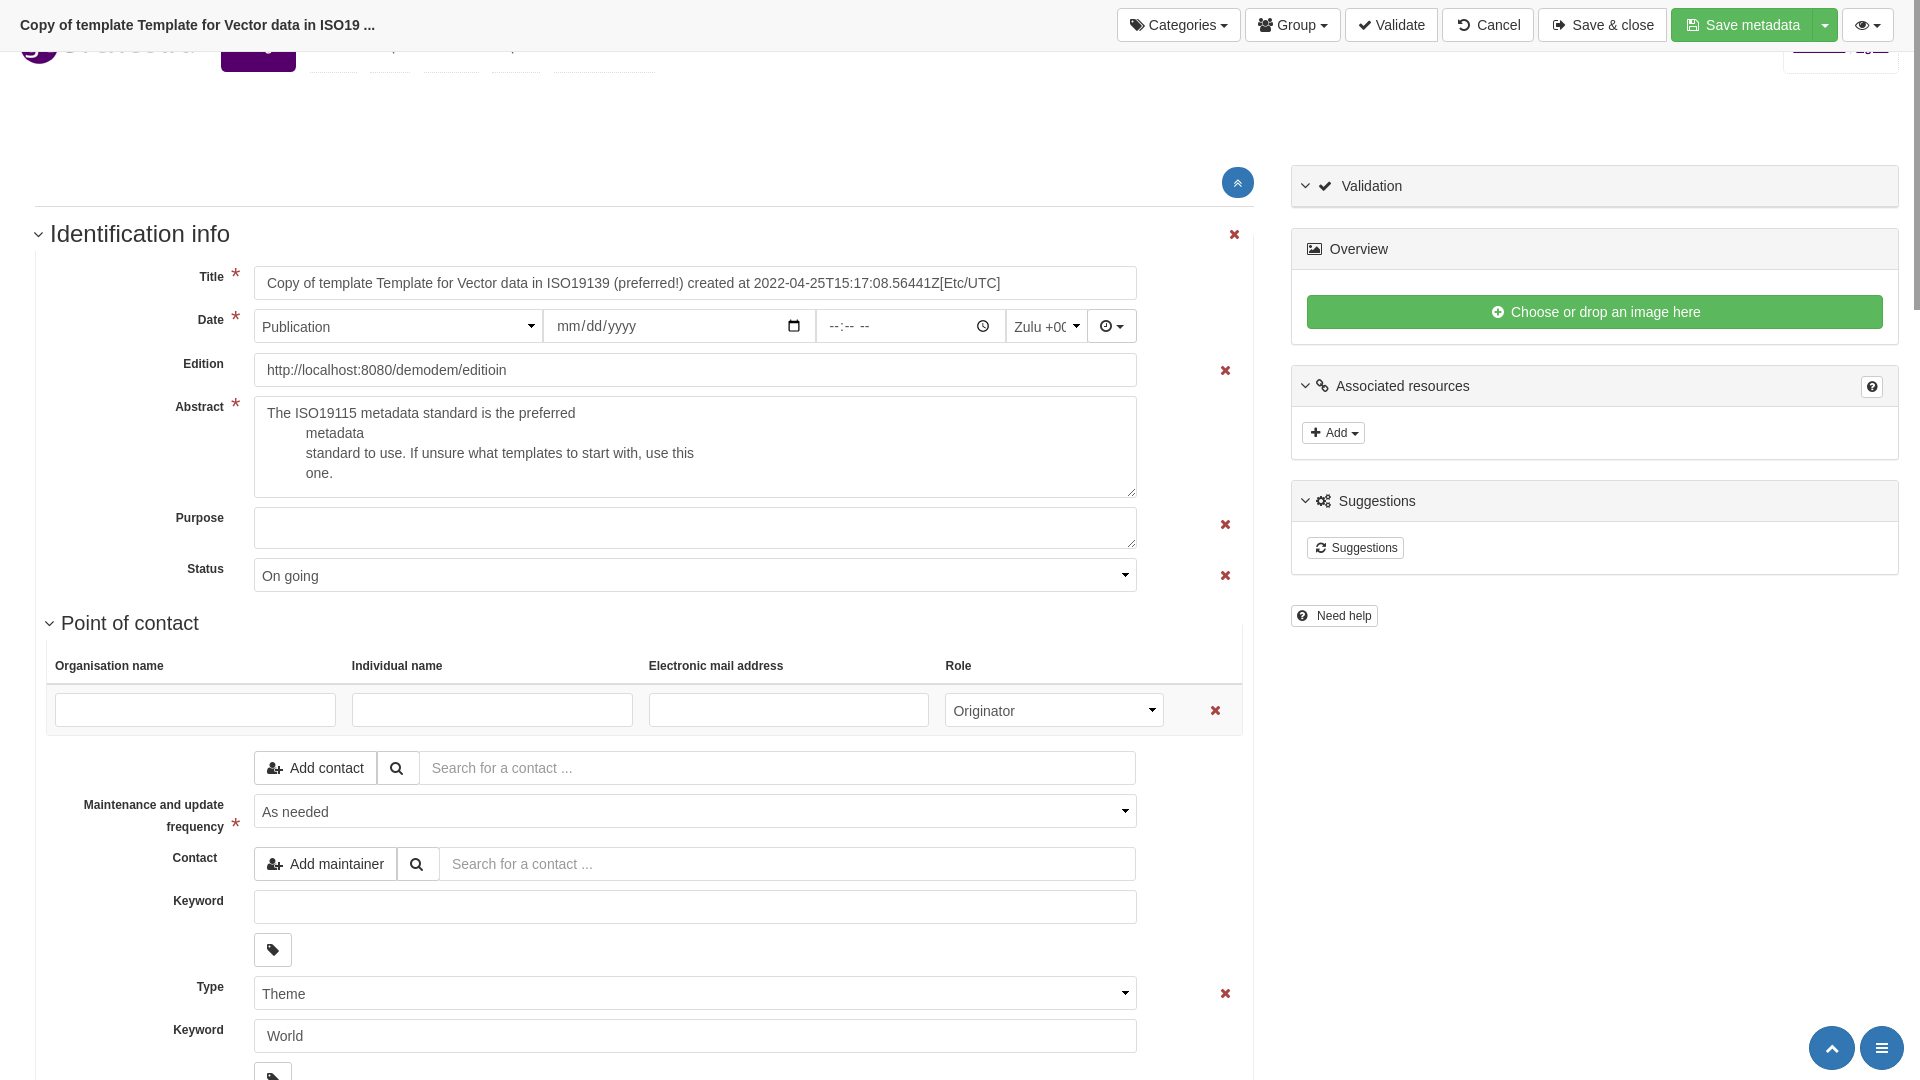 Copy of template Template for Vector data in ISO19 ...
Categories
Group
Validate
Cancel
Save & close
Save metadata
Identification info
Title *
Copy of template Template for Vector data in ISO19139 (preferred!) created at 2022-04-25T15:17:08.56441Z[Etc/UTC]
Date *
Publication
mm/dd/yyyy
--:-- --
Zulu +00
Edition
http://localhost:8080/demodem/editioin
Abstract *
The ISO19115 metadata standard is the preferred
metadata
standard to use. If unsure what templates to start with, use this
one.
Purpose
Status
On going
Point of contact
Organisation name
Individual name
Electronic mail address
Role
Originator
Add contact
Search for a contact ...
Maintenance and update
frequency *
As needed
Contact
Add maintainer
Search for a contact ...
Keyword
Type
Theme
Keyword
World
Validation
Overview
Choose or drop an image here
Associated resources
Add
Suggestions
Suggestions
Need help